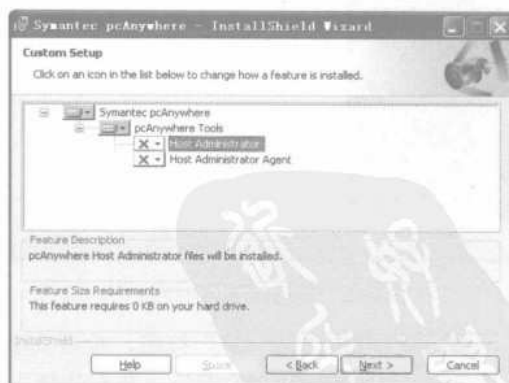 Symantec pcAnywhere - InstallShield Wizard
Custom Setup
Click on an icon in the list below to change how a feature is installed.
Symantec pcAnywhere
pcAnywhere Tools
Host Administrator
Host Administrator Agent
Feature Description
pcAnywhere Host Administrator files will be installed.
Feature Size Requirements
This feature requires 0 KB on your hard drive.
InstallShield
Help Space < Back Next > Cancel